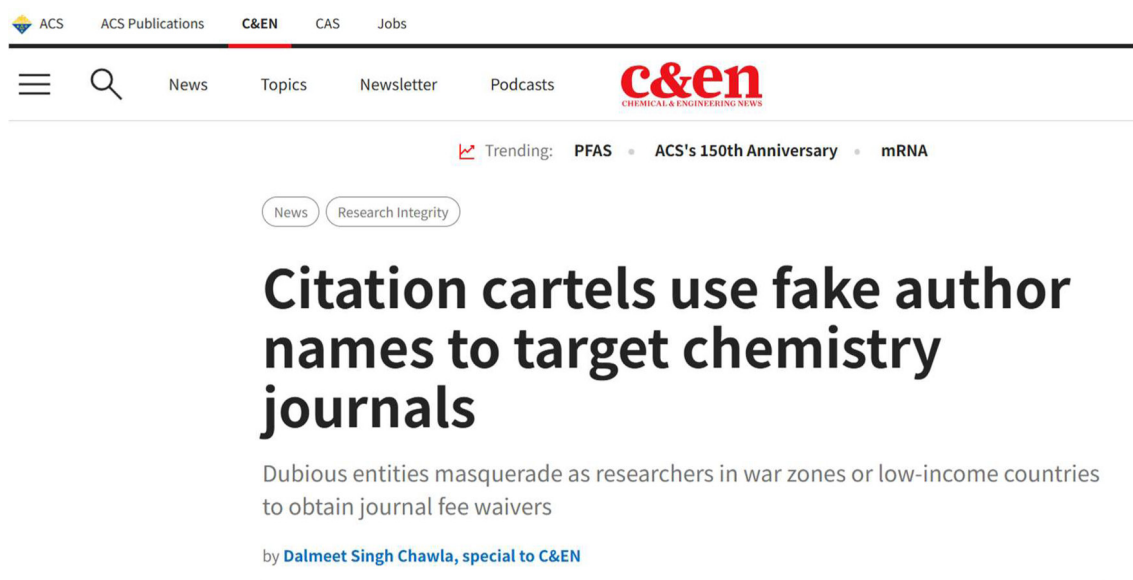 ACS ACS Publications C&EN CAS Jobs
News Topics Newsletter Podcasts c&en
CHEMICAL & ENGINEERING NEWS
Trending: PFAS • ACS's 150th Anniversary • mRNA
News Research Integrity
Citation cartels use fake author
names to target chemistry
journals
Dubious entities masquerade as researchers in war zones or low-income countries
to obtain journal fee waivers
by Dalmeet Singh Chawla, special to C&EN